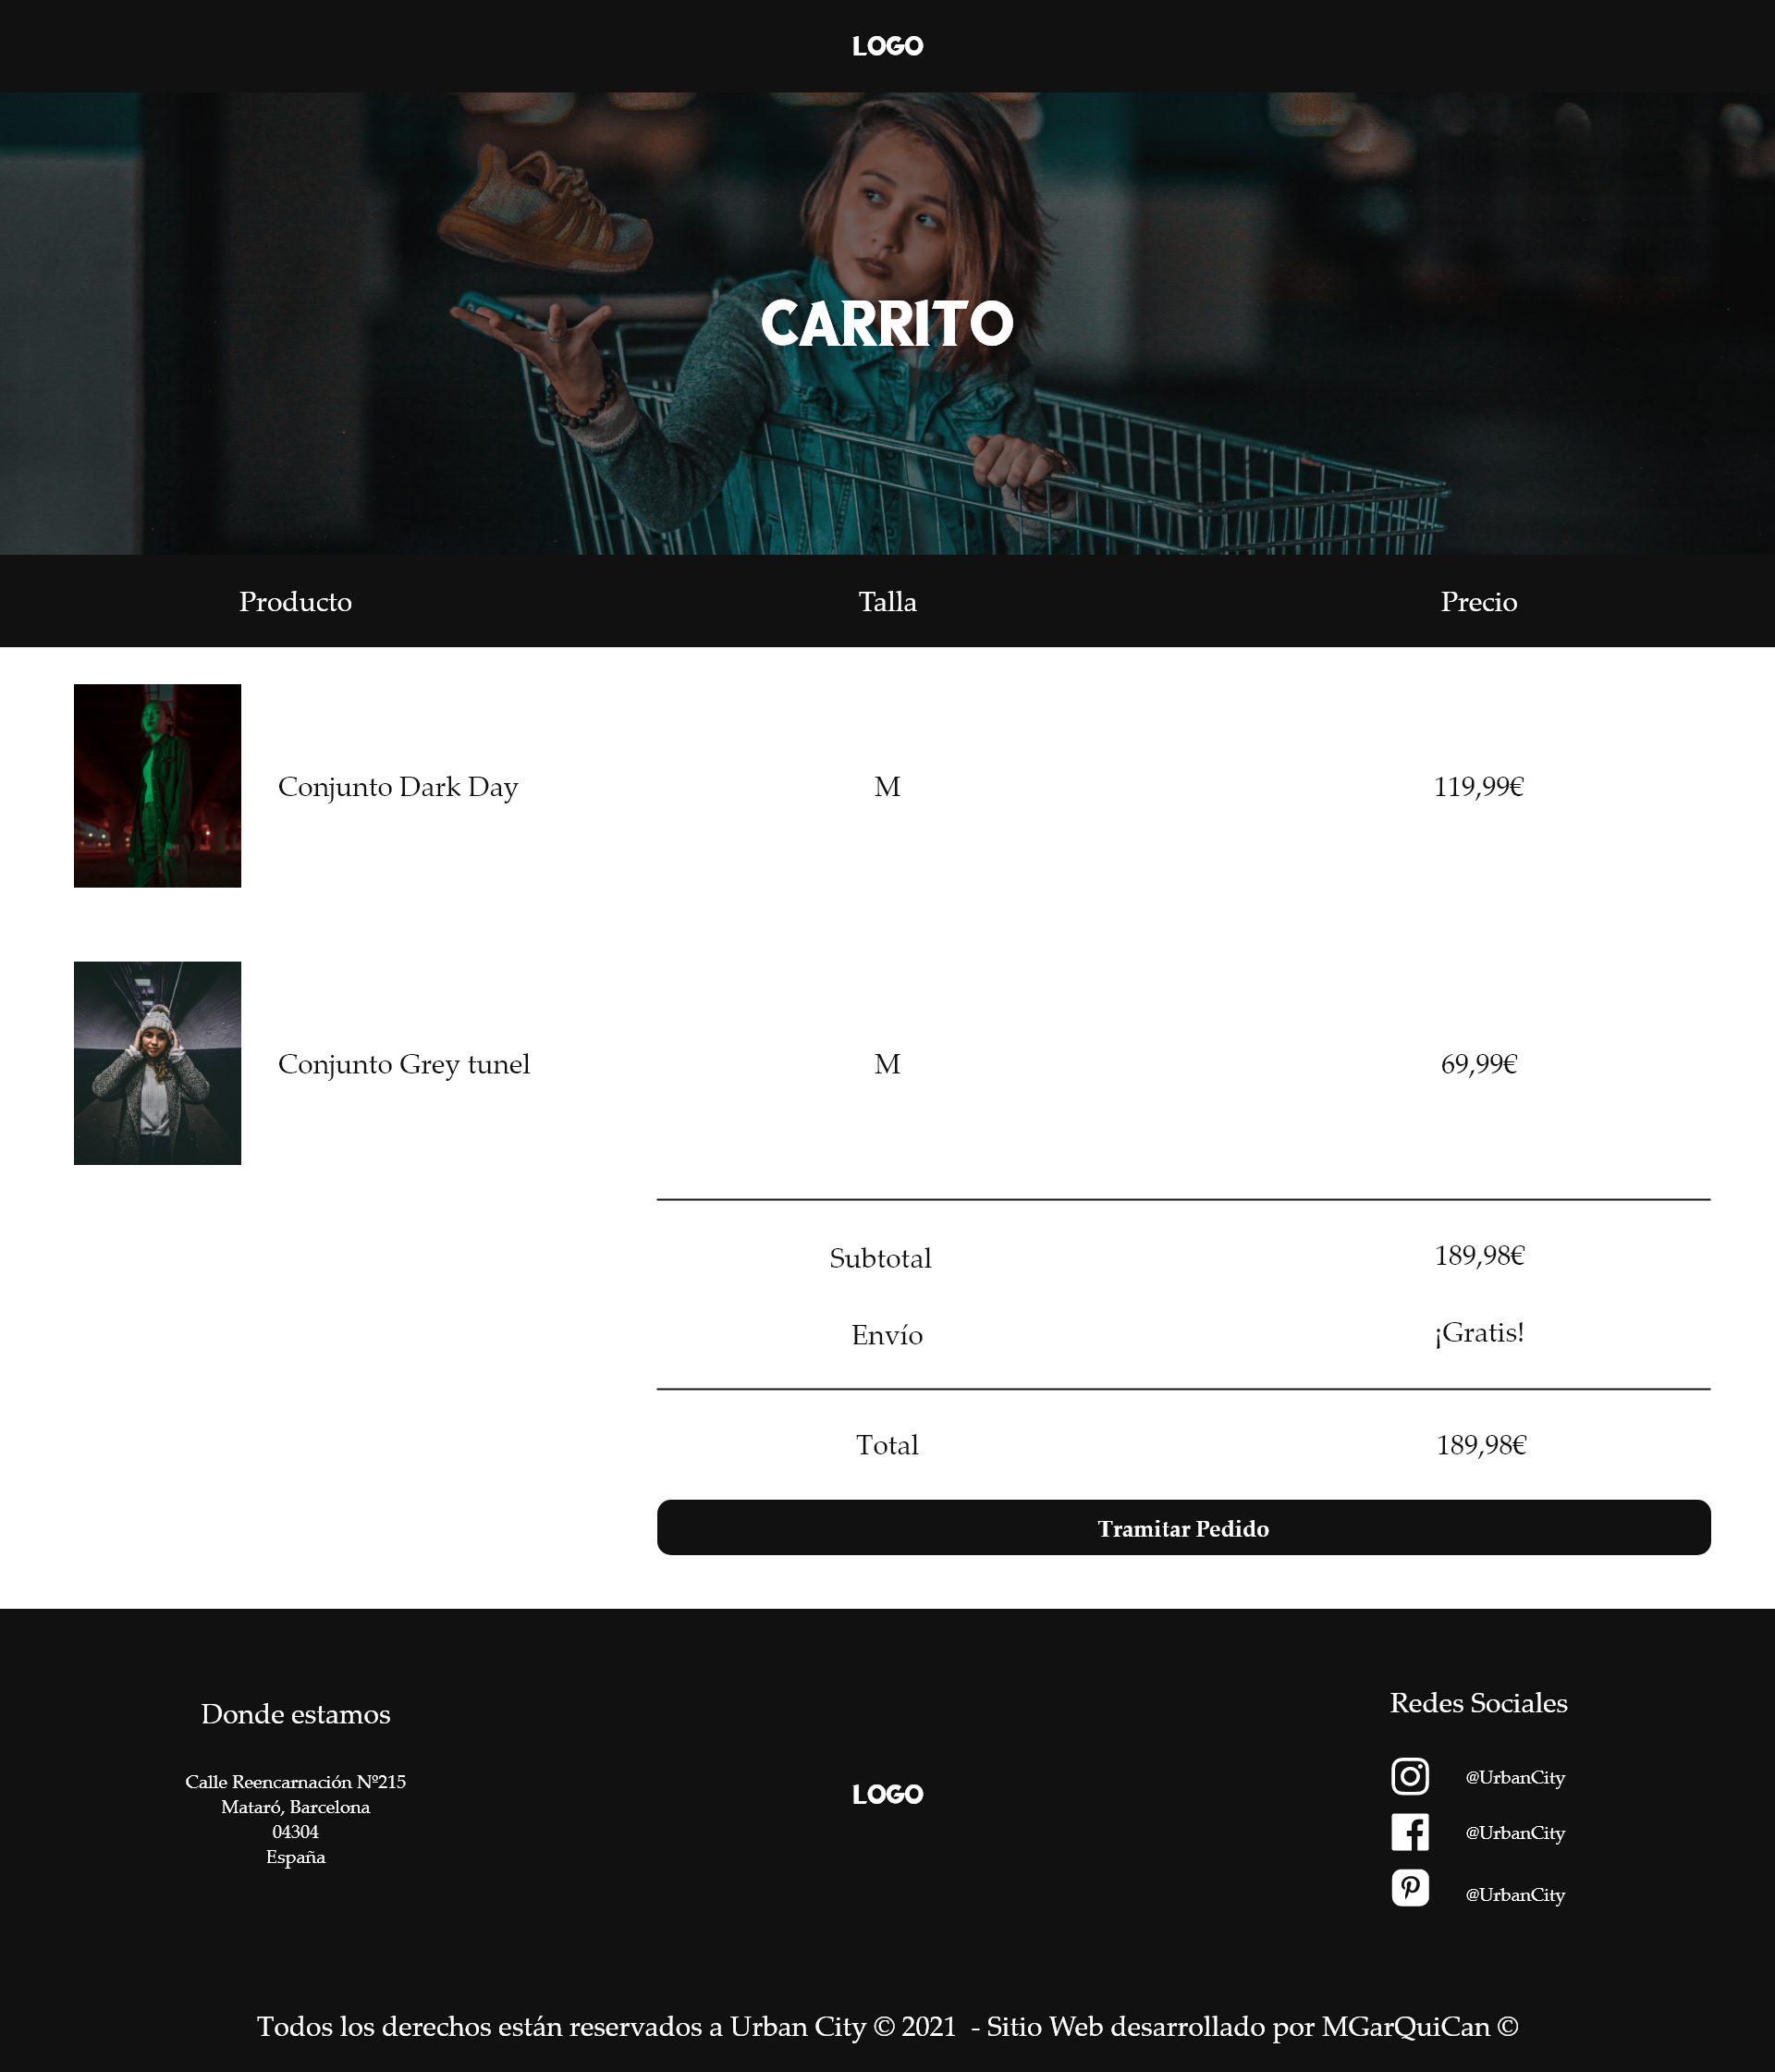 LOGO
CARRITO
Producto Talla Precio
Conjunto Dark Day M 119,99€
Conjunto Grey tunel M 69,99€
Subtotal 189,98€
Envío ¡Gratis!
Total 189,98€
Tramitar Pedido
Donde estamos
Calle Reencarnación Nº215
Mataró, Barcelona
04304
España
LOGO
Redes Sociales
@UrbanCity
@UrbanCity
@UrbanCity
Todos los derechos están reservados a Urban City © 2021 - Sitio Web desarrollado por MGarQuiCan ©